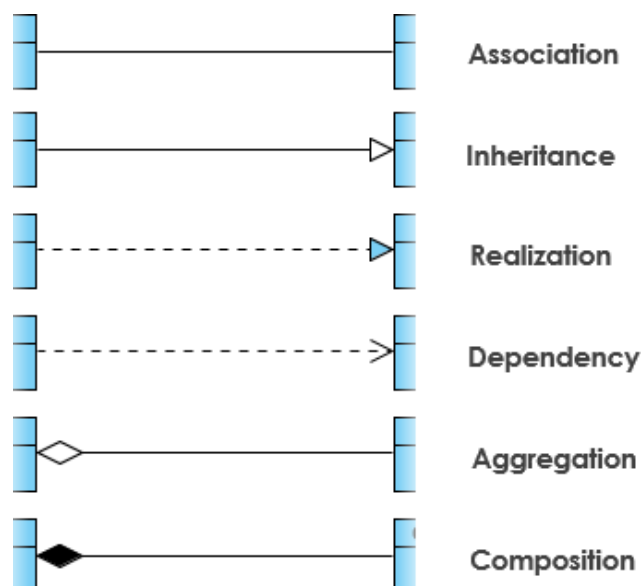 Association
Inheritance
Realization
Dependency
Aggregation
Composition